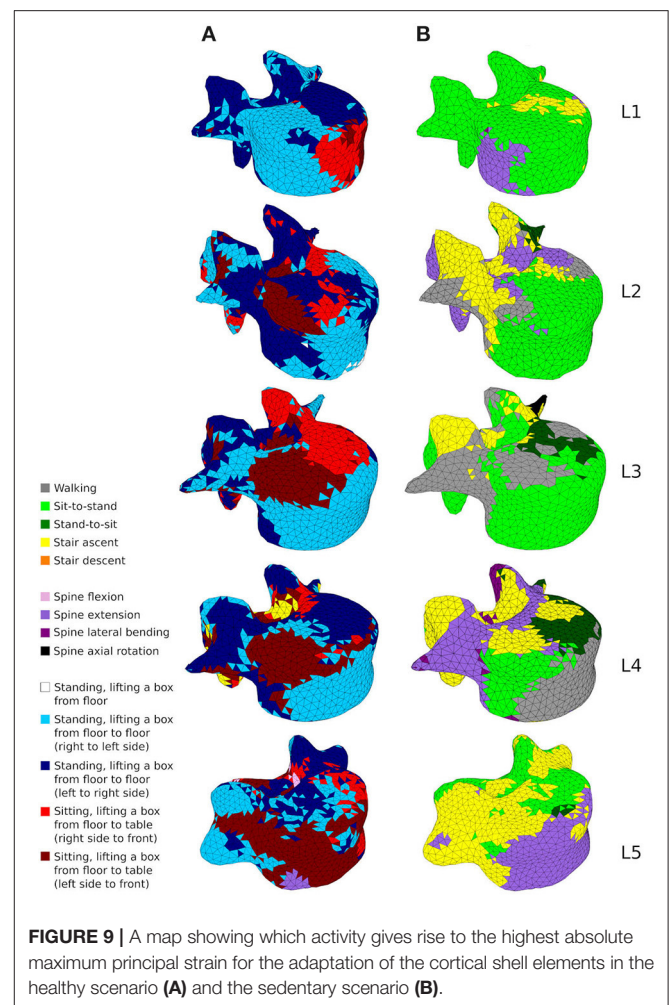 A
B
L1
L2
L3
Walking
Sit-to-stand
Stand-to-sit
Stair ascent
Stair descent
Spine flexion
Spine extension
Spine lateral bending
Spine axial rotation
L4
Standing, lifting a box
from floor
Standing, lifting a box
from floor to floor
(right to left side)
Standing, lifting a box
from floor to floor
(left to right side)
Sitting, lifting a box
from floor to table
(right side to front)
Sitting, lifting a box
from floor to table
(left side to front)
L5
FIGURE 9 | A map showing which activity gives rise to the highest absolute
maximum principal strain for the adaptation of the cortical shell elements in the
healthy scenario (A) and the sedentary scenario (B).